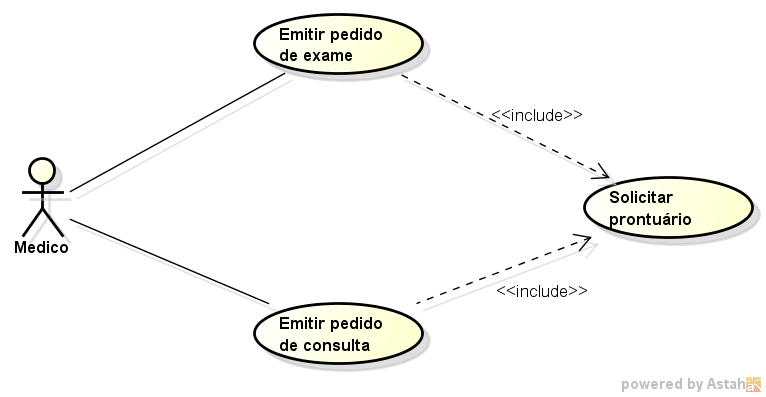 Emitir pedido
de exame
<<include>>
Solicitar
prontuário
Medico
<<include>>
Emitir pedido
de consulta
powered by Astah